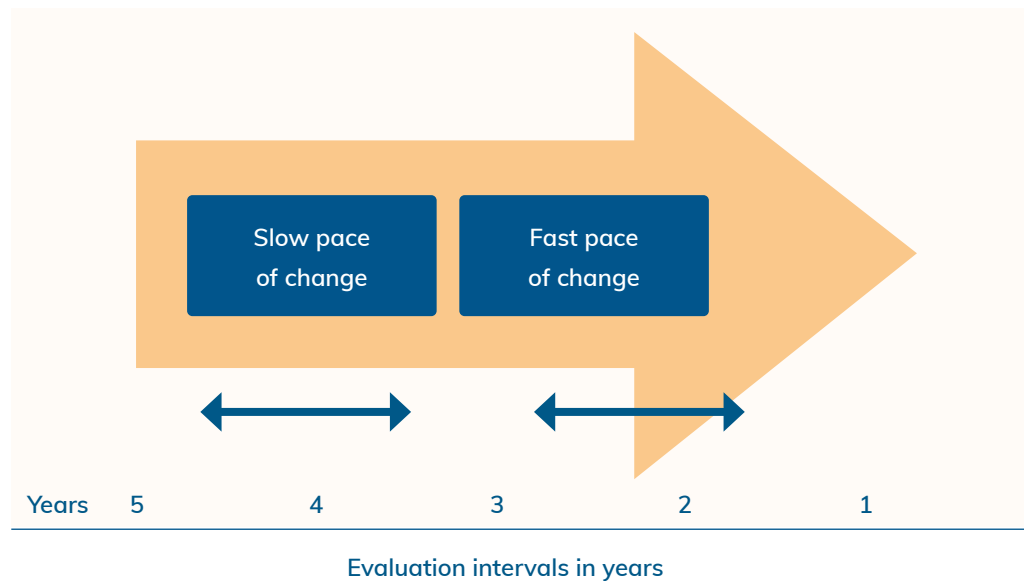 Slow pace
of change
Fast pace
of change
Years 5 4 3 2 1
Evaluation intervals in years